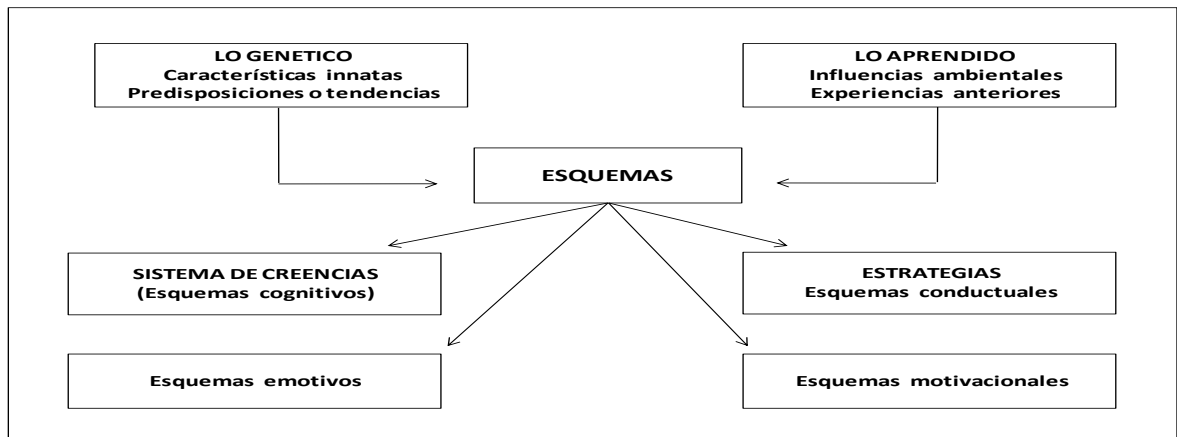 LO GENETICO
Características innatas
Predisposiciones o tendencias
LO APRENDIDO
Influencias ambientales
Experiencias anteriores
ESQUEMAS
SISTEMA DE CREENCIAS
(Esquemas cognitivos)
ESTRATEGIAS
Esquemas conductuales
Esquemas emotivos
Esquemas motivacionales